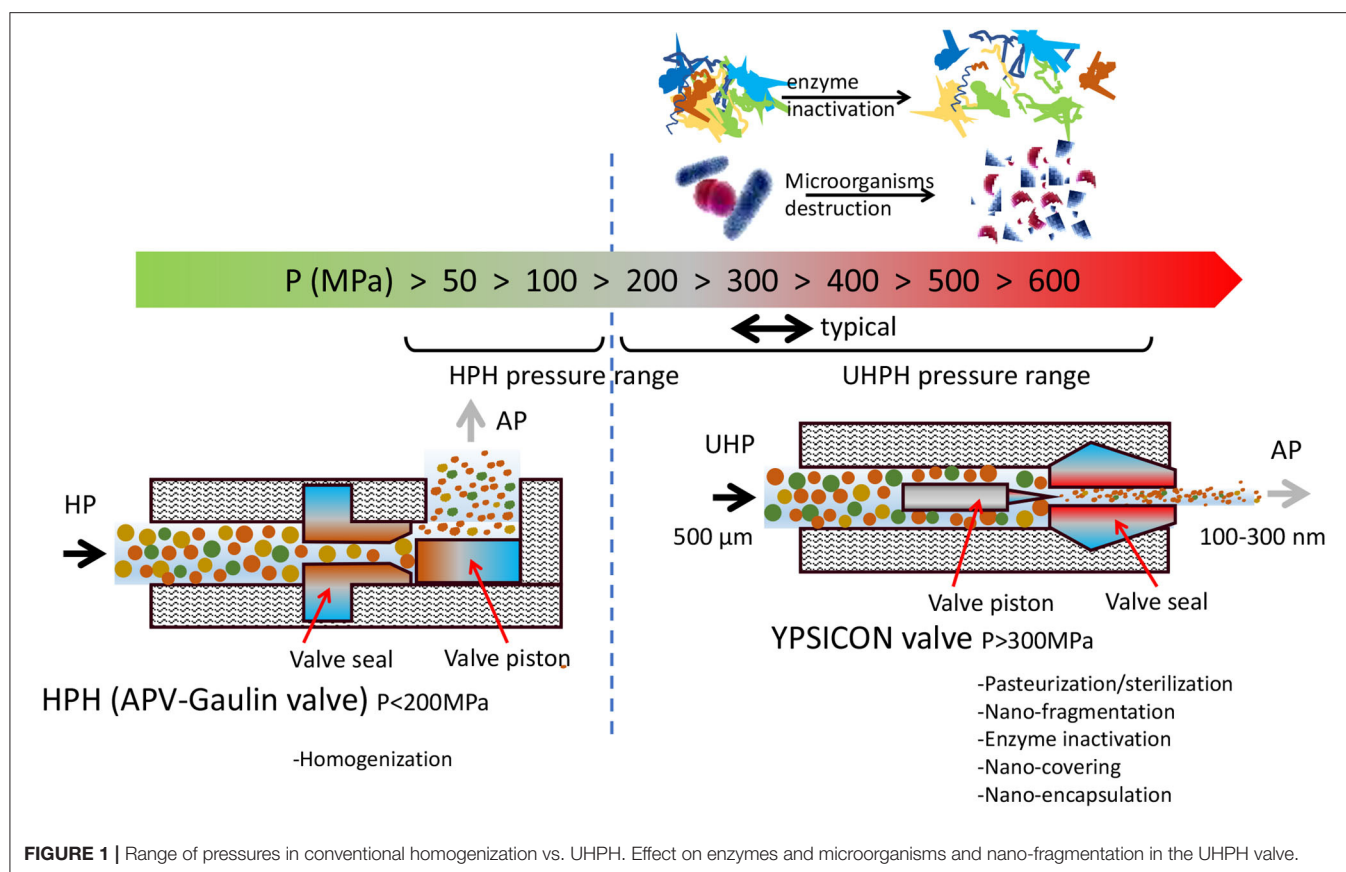 enzyme
inactivation
Microorganisms
destruction
P (MPa) > 50 > 100 > 200 > 300 > 400 > 500 > 600
typical
HPH pressure range
UHPH pressure range
AP
HP
Valve seal
Valve piston
HPH (APV-Gaulin valve) P<200MPa
-Homogenization
UHP
AP
500 µm
100-300 nm
Valve piston
Valve seal
YPSICON valve P>300MPa
-Pasteurization/sterilization
-Nano-fragmentation
-Enzyme inactivation
-Nano-covering
-Nano-encapsulation
FIGURE 1 | Range of pressures in conventional homogenization vs. UHPH. Effect on enzymes and microorganisms and nano-fragmentation in the UHPH valve.